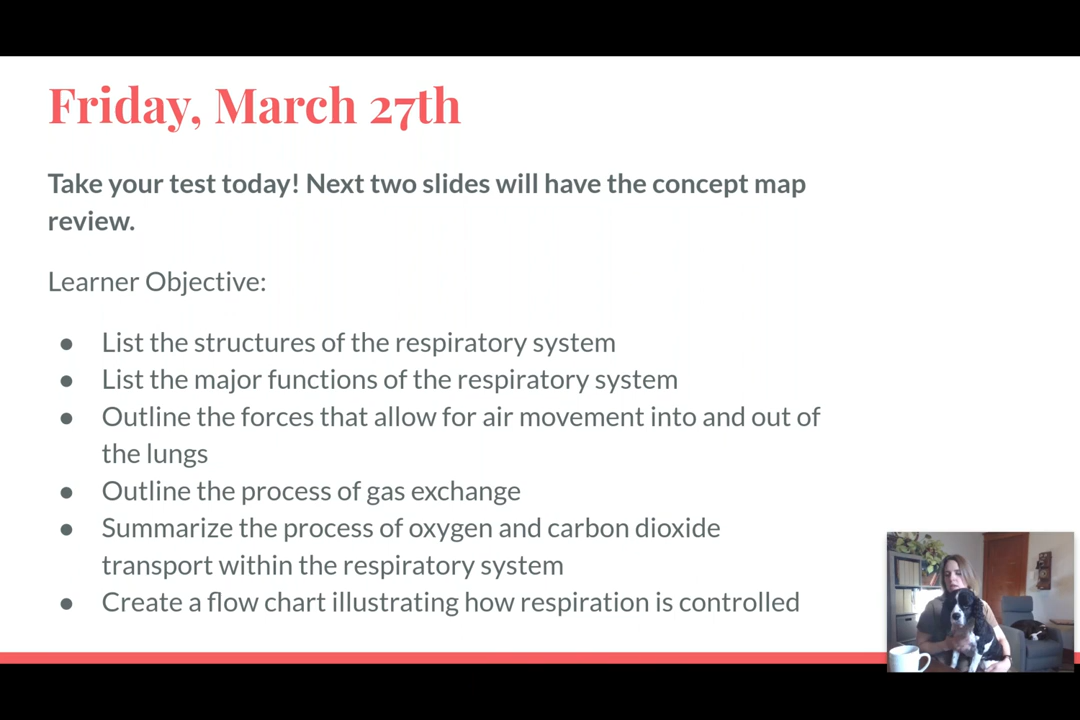 Friday, March 27th
Take your test today! Next two slides will have the concept map
review.
Learner Objective:
● List the structures of the respiratory system
● List the major functions of the respiratory system
● Outline the forces that allow for air movement into and out of
the lungs
● Outline the process of gas exchange
● Summarize the process of oxygen and carbon dioxide
transport within the respiratory system
● Create a flow chart illustrating how respiration is controlled